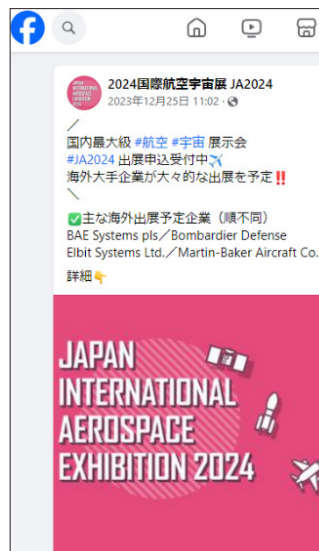 2024国際航空宇宙展 JA2024
2023年12月25日 11:02 ·
／
国内最大級 #航空 #宇宙 展示会
#JA2024 出展申込受付中✈️
海外大手企業が大々的な出展を予定‼️
＼
✅主な海外出展予定企業（順不同）
BAE Systems pls／Bombardier Defense
Elbit Systems Ltd.／Martin-Baker Aircraft Co.
詳細👇
JAPAN
INTERNATIONAL
AEROSPACE
EXHIBITION 2024